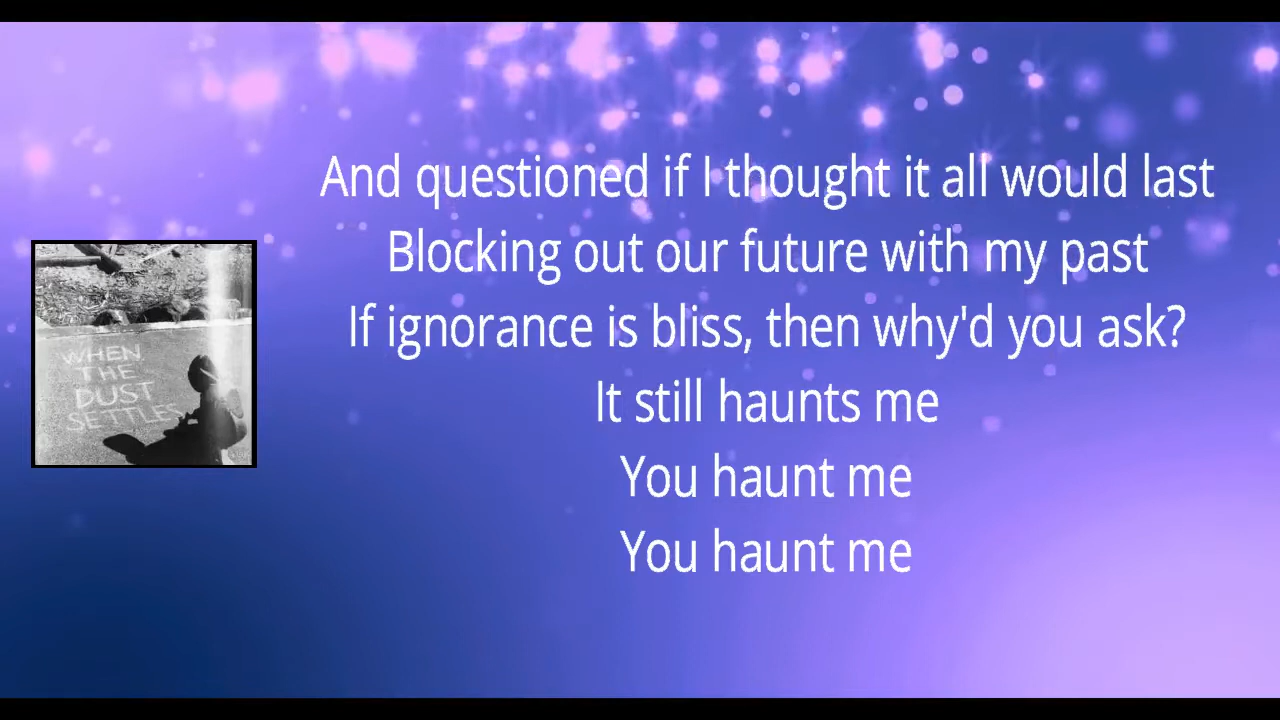 WHEN
THE
DUST
SETTLES
And questioned if I thought it all would last
Blocking out our future with my past
If ignorance is bliss, then why'd you ask?
It still haunts me
You haunt me
You haunt me